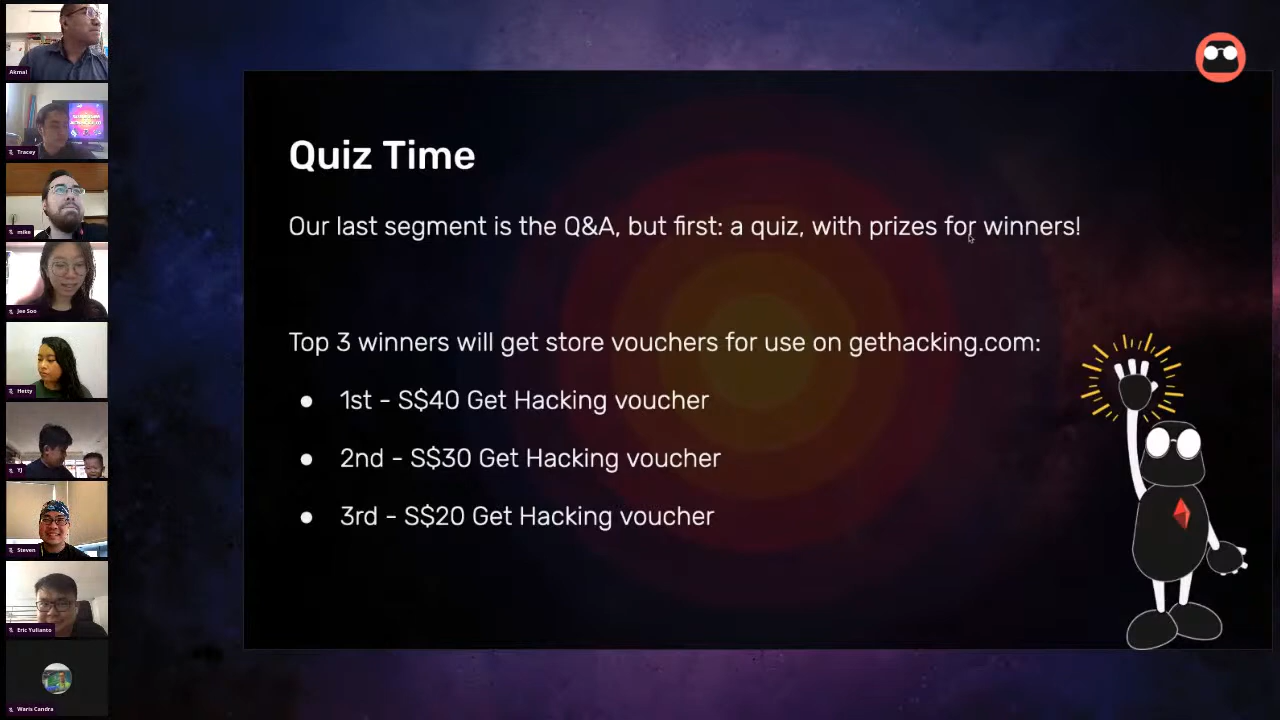 Akmal
Tracey
mike
Jee Soo
Hetty
YJ
Steven
Eric Yulianto
Waris Candra
Quiz Time
Our last segment is the Q&A, but first: a quiz, with prizes for winners!
Top 3 winners will get store vouchers for use on gethacking.com:
● 1st - S$40 Get Hacking voucher
● 2nd - S$30 Get Hacking voucher
● 3rd - S$20 Get Hacking voucher